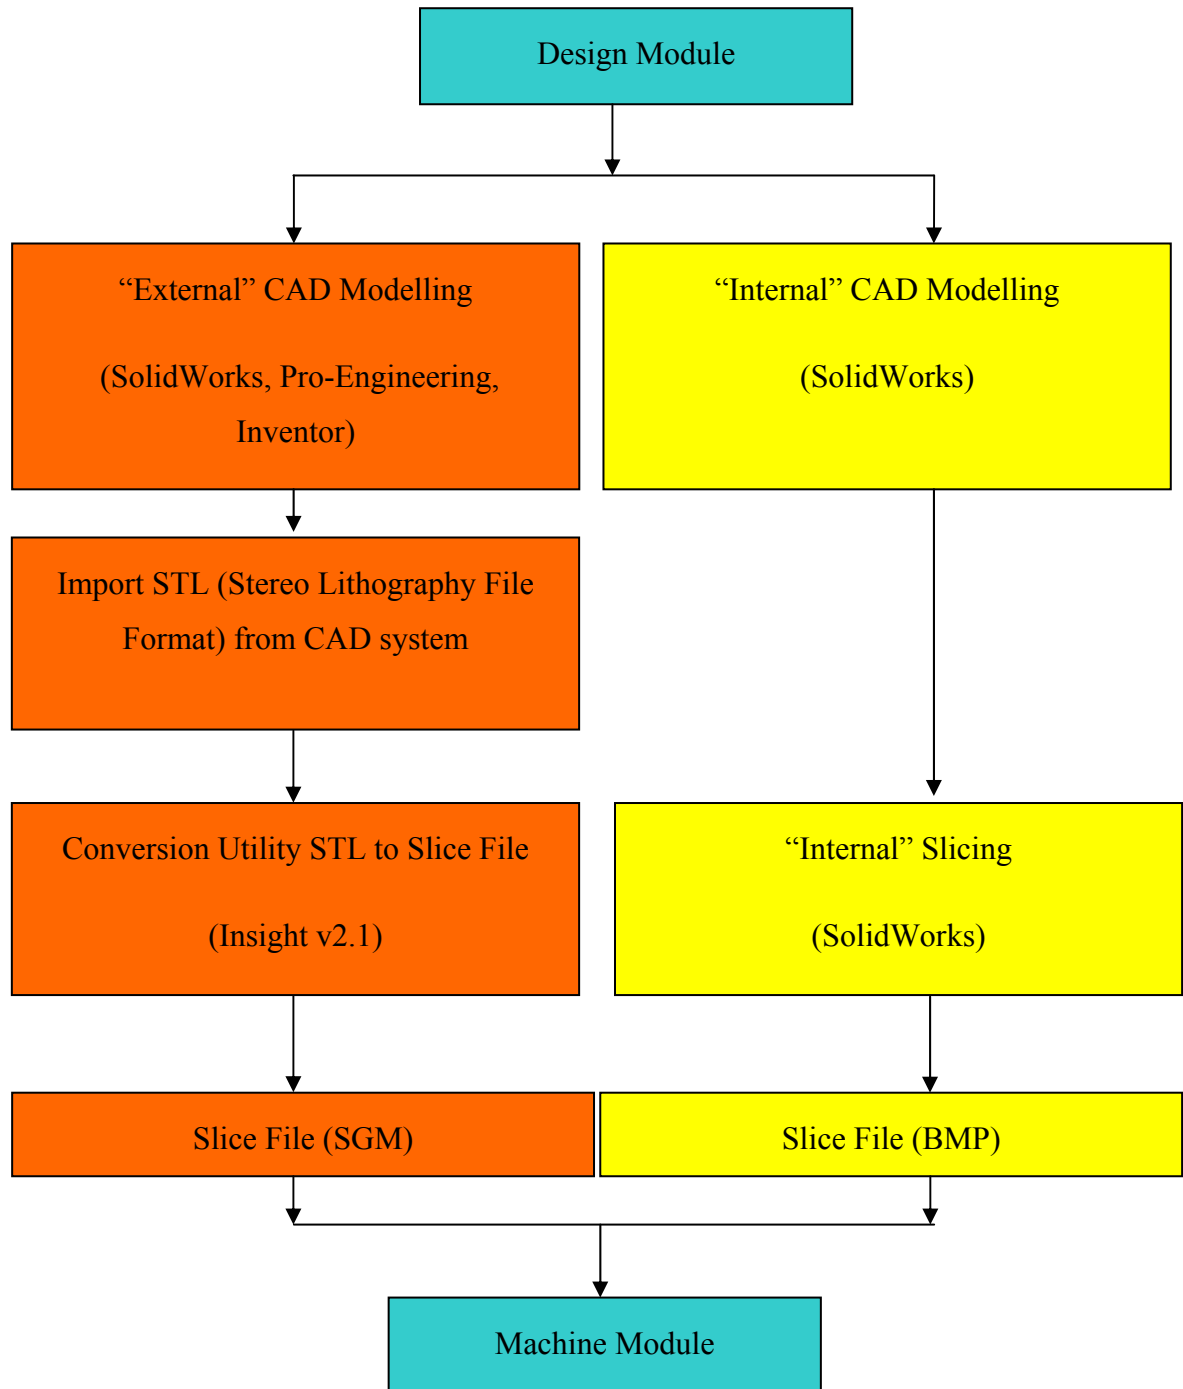 Design Module
“External” CAD Modelling
(SolidWorks, Pro-Engineering,
Inventor)
“Internal” CAD Modelling
(SolidWorks)
Import STL (Stereo Lithography File
Format) from CAD system
Conversion Utility STL to Slice File
(Insight v2.1)
“Internal” Slicing
(SolidWorks)
Slice File (SGM)
Slice File (BMP)
Machine Module